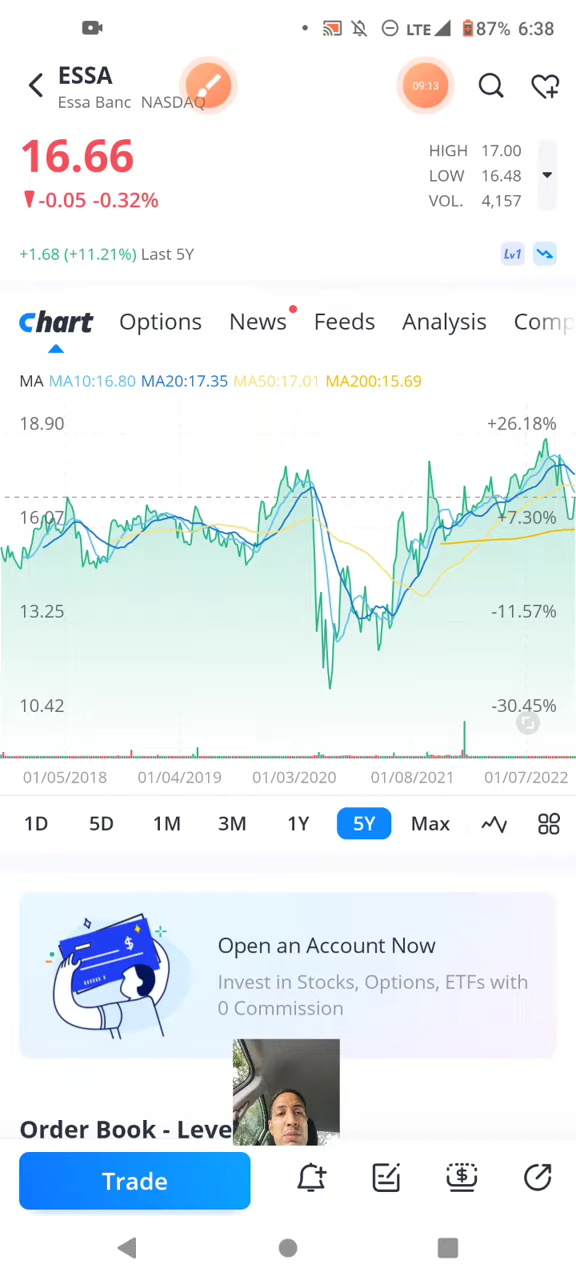 LTE 87% 6:38
ESSA
Essa Banc NASDAQ
09:13
16.66
-0.05 -0.32%
HIGH 17.00
LOW 16.48
VOL. 4,157
+1.68 (+11.21%) Last 5Y
Lv1
Chart Options News Feeds Analysis Comp
MA MA10:16.80 MA20:17.35 MA50:17.01 MA200:15.69
18.90 +26.18%
16.07 +7.30%
13.25 -11.57%
10.42 -30.45%
01/05/2018 01/04/2019 01/03/2020 01/08/2021 01/07/2022
1D 5D 1M 3M 1Y 5Y Max
Open an Account Now
Invest in Stocks, Options, ETFs with
0 Commission
Order Book - Leve
Trade